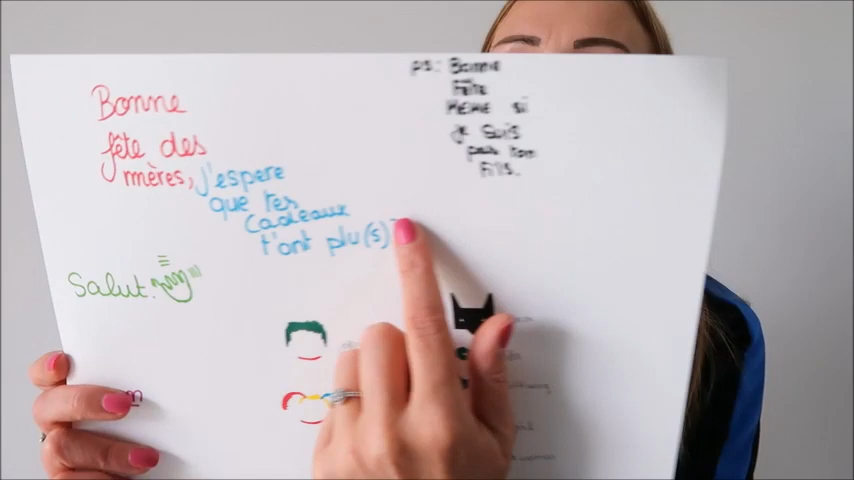 Bonne
fête des
mères,
j'espere
que tes
cadeaux
t'ont plu(s)
ps: Bonne
Fête
MEME si
je suis
pas ton
Fils.
Salut.